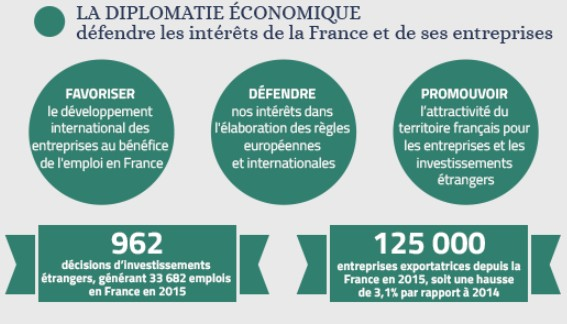 LA DIPLOMATIE ÉCONOMIQUE
défendre les intérêts de la France et de ses entreprises
FAVORISER
le développement
international des
entreprises au bénéfice
de l'emploi en France
DÉFENDRE
nos intérêts dans
l'élaboration des règles
européennes
et internationales
PROMOUVOIR
l'attractivité du
territoire français pour
les entreprises et les
investissements
étrangers
962
décisions d'investissements
étrangers, générant 33 682 emplois
en France en 2015
125 000
entreprises exportatrices depuis la
France en 2015, soit une hausse
de 3,1% par rapport à 2014